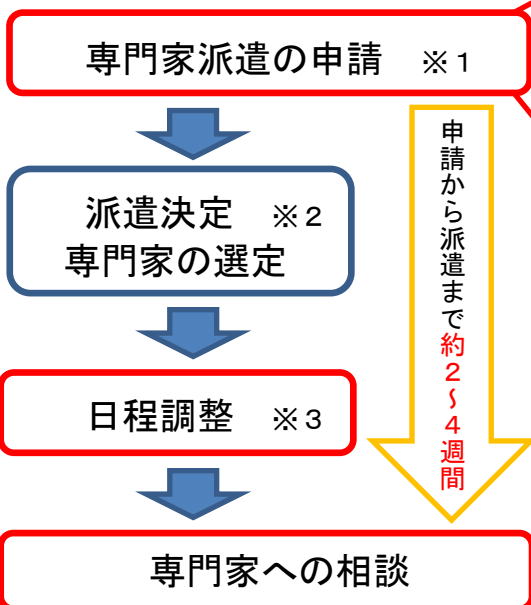 専門家派遣の申請　※１
派遣決定　※２
専門家の選定
日程調整　※３
専門家への相談
申請から派遣まで約２～４週間